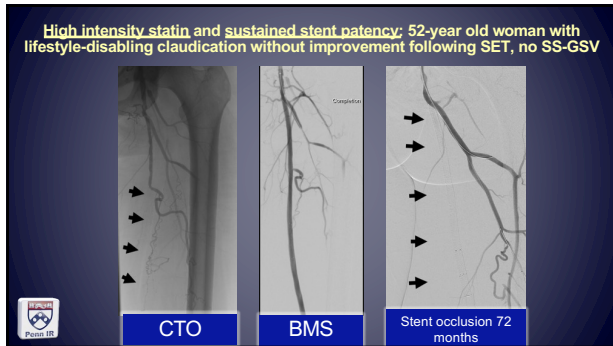 High intensity statin and sustained stent patency; 52-year old woman with
lifestyle-disabling claudication without improvement following SET, no SS-GSV
Completion
CTO
BMS
Stent occlusion 72
months
Penn IR